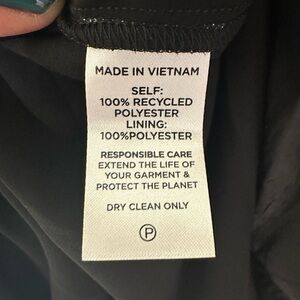 MADE IN VIETNAM
SELF:
100% RECYCLED
POLYESTER
LINING:
100%POLYESTER
RESPONSIBLE CARE
EXTEND THE LIFE OF
YOUR GARMENT &
PROTECT THE PLANET
DRY CLEAN ONLY
P